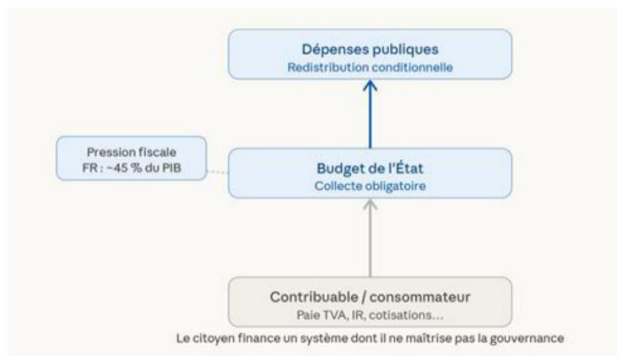 Dépenses publiques
Redistribution conditionnelle
Pression fiscale
FR : ~45 % du PIB
Budget de l'État
Collecte obligatoire
Contribuable / consommateur
Paie TVA, IR, cotisations...
Le citoyen finance un système dont il ne maîtrise pas la gouvernance